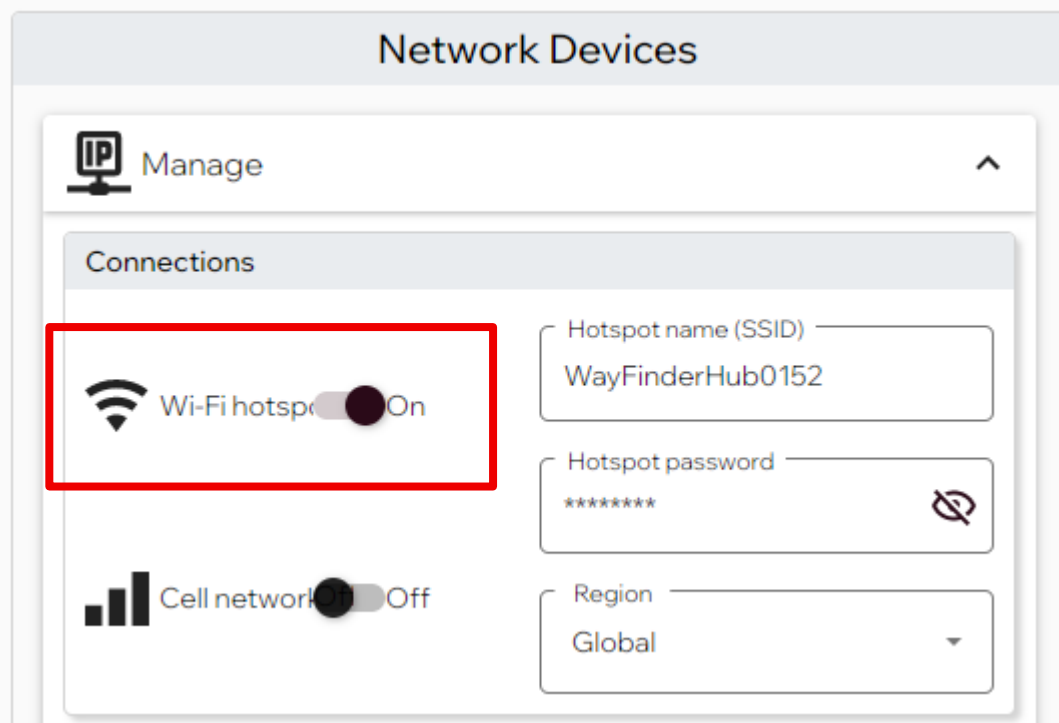 Network Devices
IP
Manage
Connections
Hotspot name (SSID)
WayFinderHub0152
Wi-Fi hotsp
On
Hotspot password
********
Cell network
Off
Region
Global